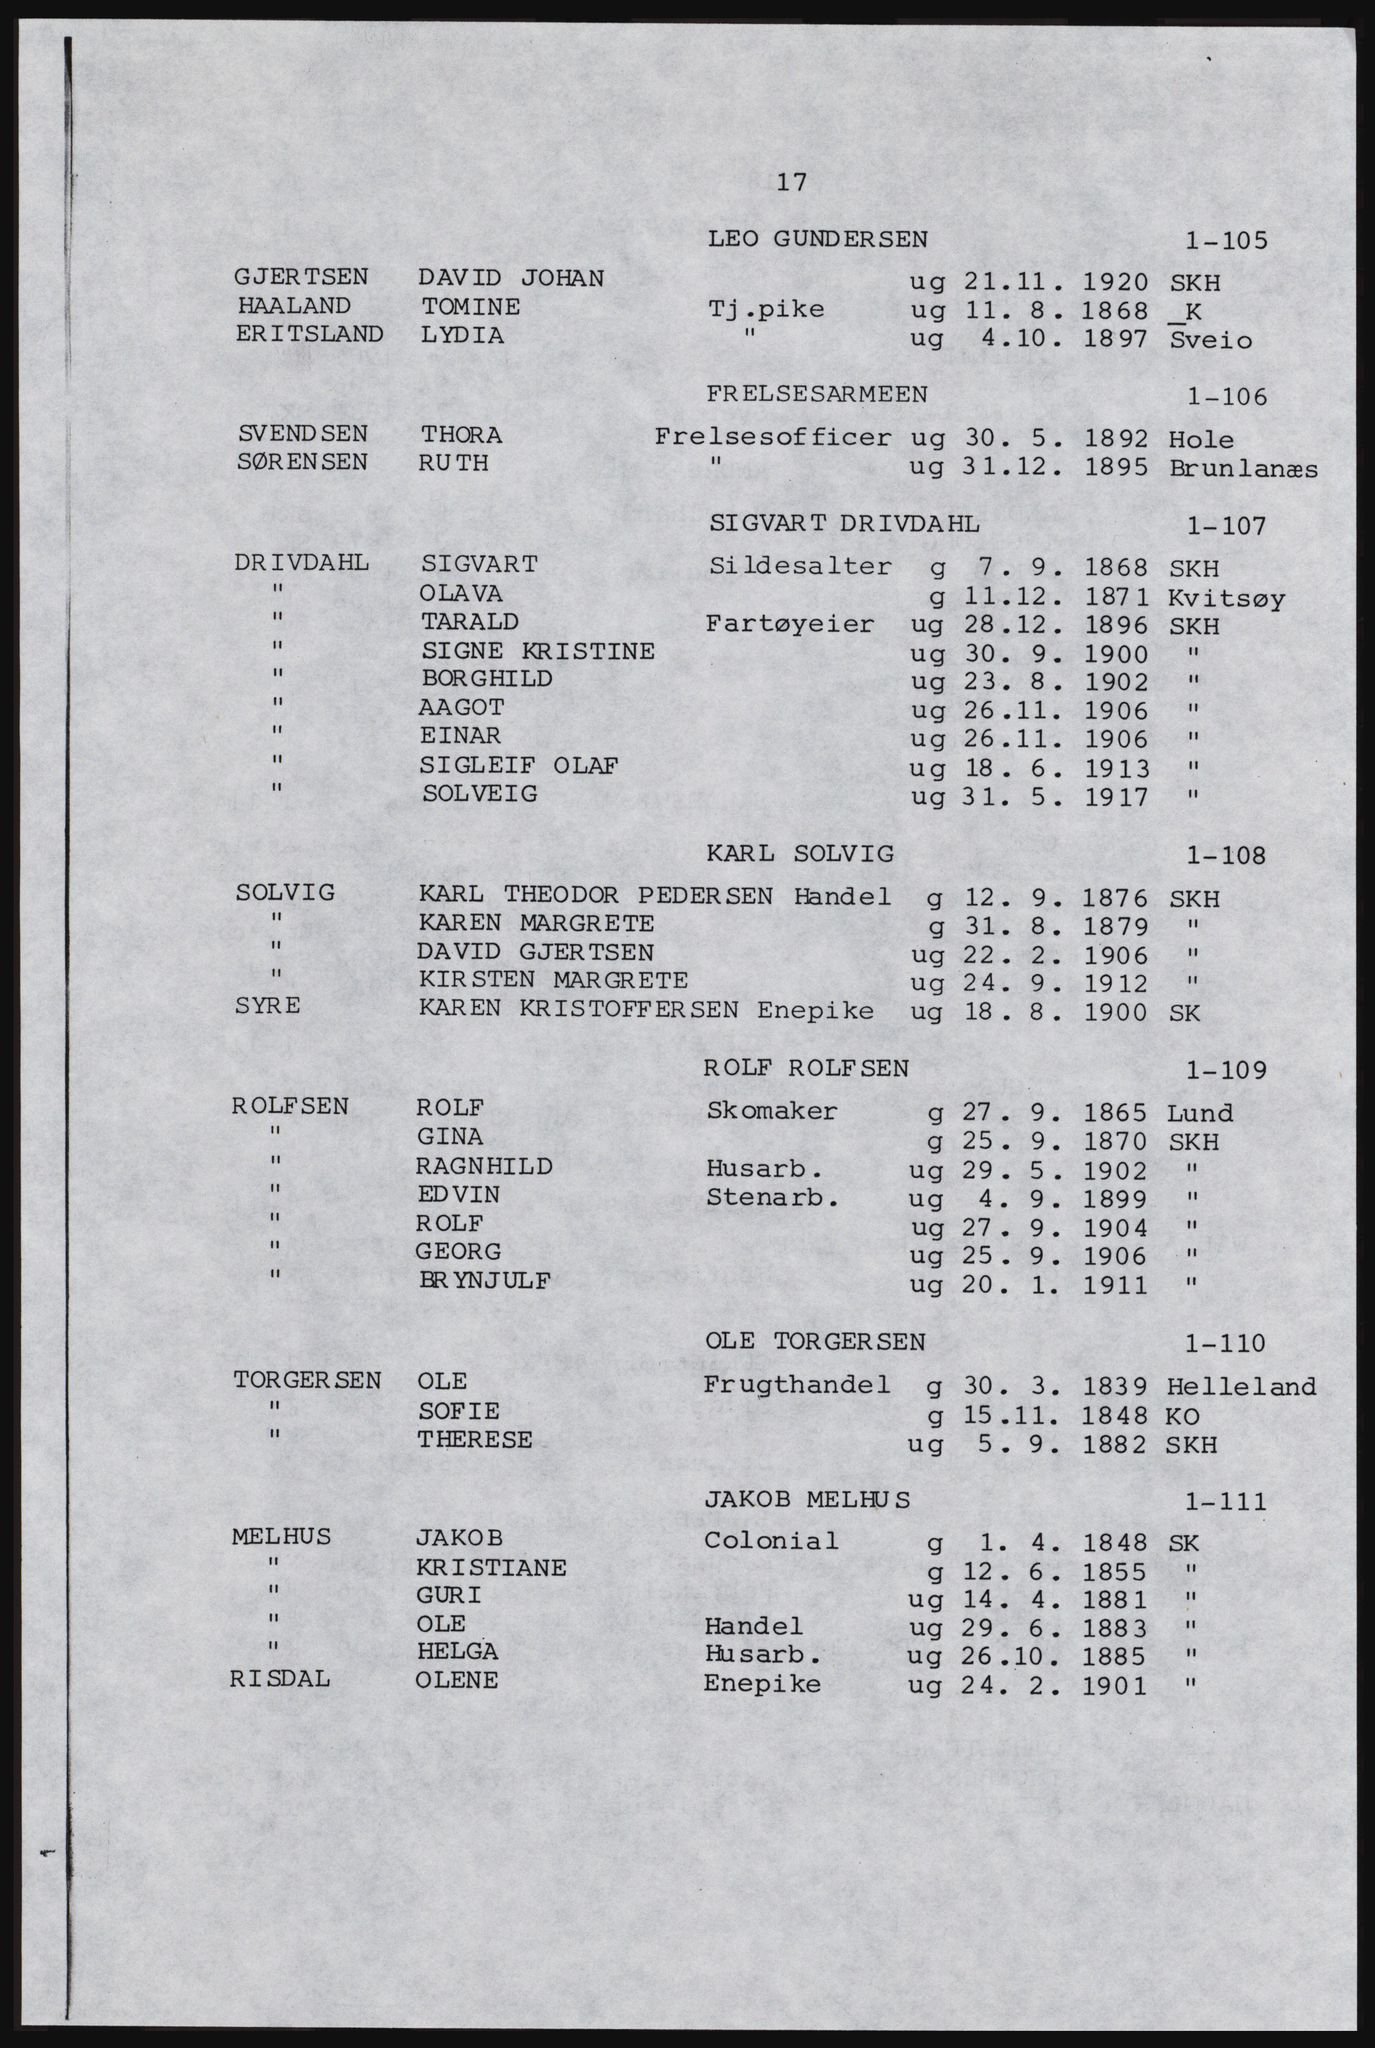 17
LEO GUNDERSEN 1-105
GJERTSEN DAVID JOHAN ug 21.11. 1920 SKH
HAALAND TOMINE Tj.pike ug 11. 8. 1868 _K
ERITSLAND LYDIA " ug 4.10. 1897 Sveio
FRELSESARMEEN 1-106
SVENDSEN THORA Frelsesofficer ug 30. 5. 1892 Hole
SØRENSEN RUTH " ug 31.12. 1895 Brunlanæs
SIGVART DRIVDAHL 1-107
DRIVDAHL SIGVART Sildesalter g 7. 9. 1868 SKH
" OLAVA g 11.12. 1871 Kvitsøy
" TARALD Fartøyeier ug 28.12. 1896 SKH
" SIGNE KRISTINE ug 30. 9. 1900 "
" BORGHILD ug 23. 8. 1902 "
" AAGOT ug 26.11. 1906 "
" EINAR ug 26.11. 1906 "
" SIGLEIF OLAF ug 18. 6. 1913 "
" SOLVEIG ug 31. 5. 1917 "
KARL SOLVIG 1-108
SOLVIG KARL THEODOR PEDERSEN Handel g 12. 9. 1876 SKH
" KAREN MARGRETE g 31. 8. 1879 "
" DAVID GJERTSEN ug 22. 2. 1906 "
" KIRSTEN MARGRETE ug 24. 9. 1912 "
SYRE KAREN KRISTOFFERSEN Enepike ug 18. 8. 1900 SK
ROLF ROLFSEN 1-109
ROLFSEN ROLF Skomaker g 27. 9. 1865 Lund
" GINA g 25. 9. 1870 SKH
" RAGNHILD Husarb. ug 29. 5. 1902 "
" EDVIN Stenarb. ug 4. 9. 1899 "
" ROLF ug 27. 9. 1904 "
" GEORG ug 25. 9. 1906 "
" BRYNJULF ug 20. 1. 1911 "
OLE TORGERSEN 1-110
TORGERSEN OLE Frugthandel g 30. 3. 1839 Helleland
" SOFIE g 15.11. 1848 KO
" THERESE ug 5. 9. 1882 SKH
JAKOB MELHUS 1-111
MELHUS JAKOB Colonial g 1. 4. 1848 SK
" KRISTIANE g 12. 6. 1855 "
" GURI ug 14. 4. 1881 "
" OLE Handel ug 29. 6. 1883 "
" HELGA Husarb. ug 26.10. 1885 "
RISDAL OLENE Enepike ug 24. 2. 1901 "